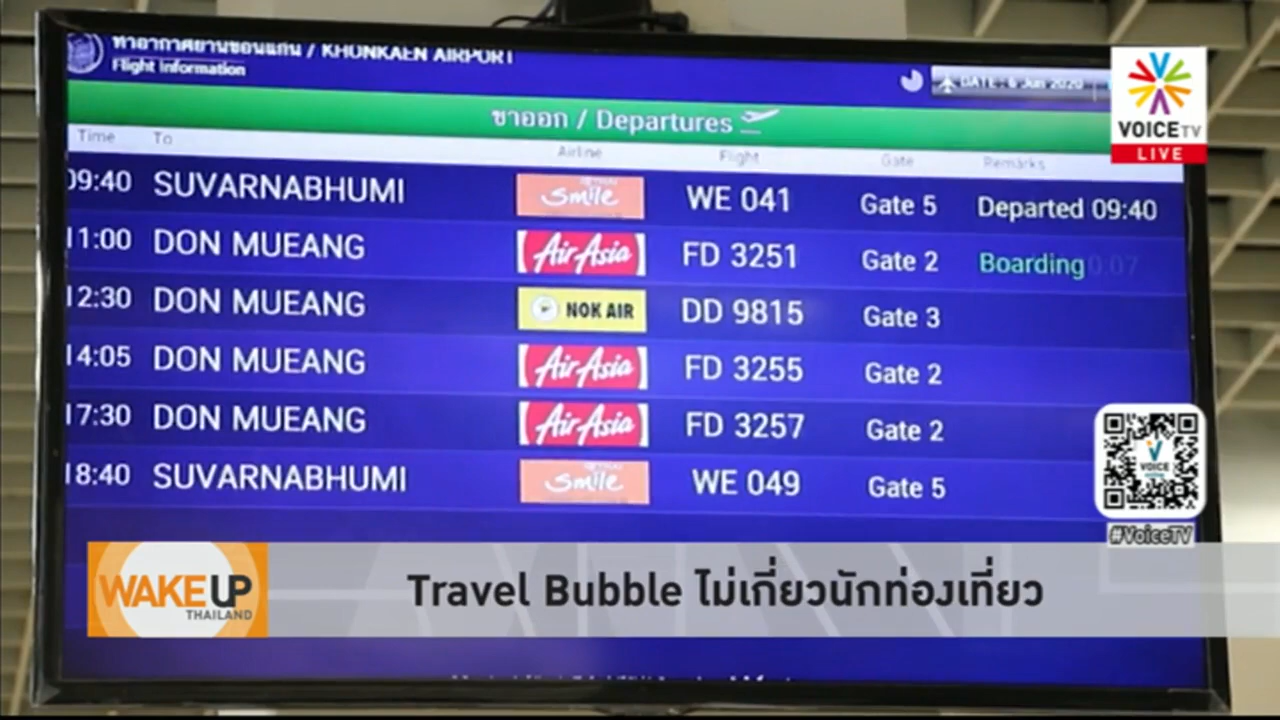 ท่าอากาศยานขอนแก่น / KHONKAEN AIRPORT
Flight Information
DATE : 6 Jun 2020
VOICE TV
LIVE
ขาออก / Departures
Time To Airline Flight Gate Remarks
09:40 SUVARNABHUMI Smile WE 041 Gate 5 Departed 09:40
11:00 DON MUEANG AirAsia FD 3251 Gate 2 Boarding
12:30 DON MUEANG NOK AIR DD 9815 Gate 3
14:05 DON MUEANG AirAsia FD 3255 Gate 2
17:30 DON MUEANG AirAsia FD 3257 Gate 2
18:40 SUVARNABHUMI Smile WE 049 Gate 5
VOICE
#VoiceTV
WAKE UP
THAILAND
Travel Bubble ไม่เกี่ยวนักท่องเที่ยว